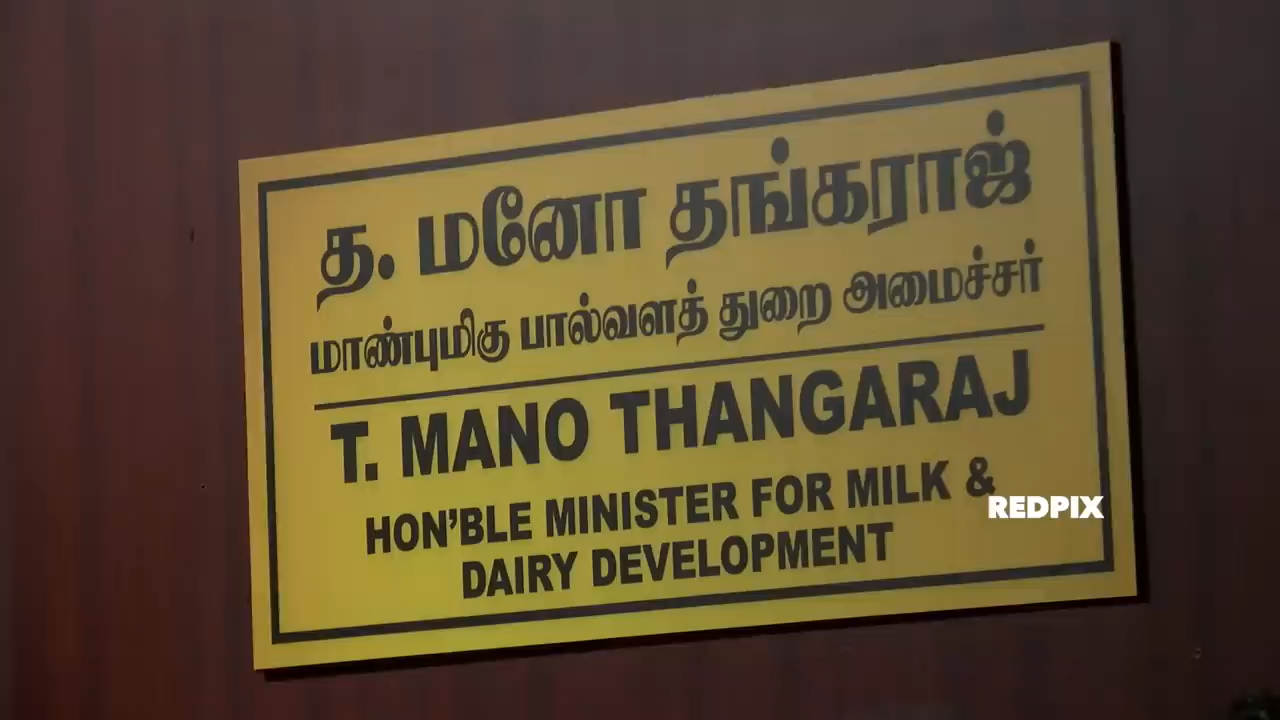 த. மனோ தங்கராஜ்
மாண்புமிகு பால்வளத் துறை அமைச்சர்
T. MANO THANGARAJ
HON'BLE MINISTER FOR MILK &
DAIRY DEVELOPMENT
REDPIX